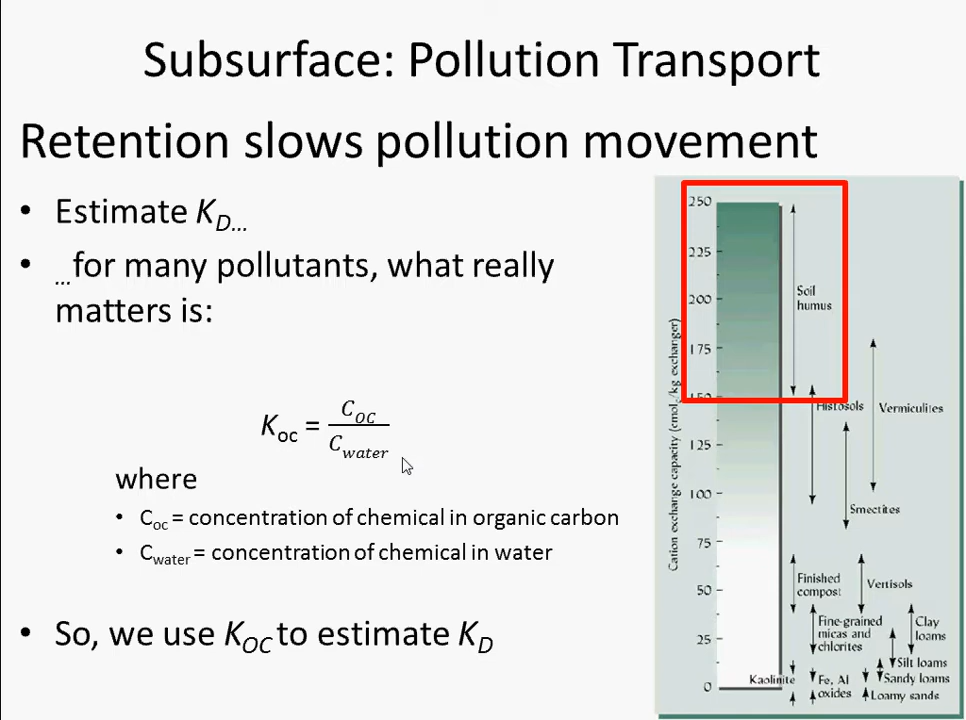 Subsurface: Pollution Transport
Retention slows pollution movement
• Estimate K_D...
• ...for many pollutants, what really
matters is:
K_oc = C_OC / C_water
where
• C_oc = concentration of chemical in organic carbon
• C_water = concentration of chemical in water
• So, we use K_OC to estimate K_D
Cation exchange capacity (cmol_c/kg exchanger)
250
225
200
175
150
125
100
75
50
25
0
Soil
humus
Histosols
Vermiculites
Smectites
Finished
compost
Vertisols
Fine-grained
micas and
chlorites
Clay
loams
Silt loams
Kaolinite
Fe, Al
oxides
Sandy loams
Loamy sands